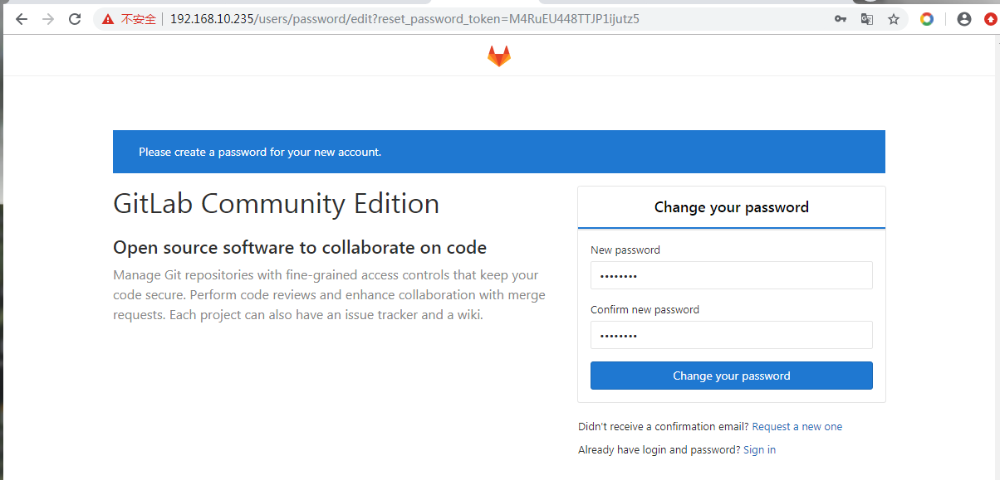 不安全 192.168.10.235/users/password/edit?reset_password_token=M4RuEU448TTJP1ijutz5
Please create a password for your new account.
GitLab Community Edition
Open source software to collaborate on code
Manage Git repositories with fine-grained access controls that keep your
code secure. Perform code reviews and enhance collaboration with merge
requests. Each project can also have an issue tracker and a wiki.
Change your password
New password
••••••••
Confirm new password
••••••••
Change your password
Didn't receive a confirmation email? Request a new one
Already have login and password? Sign in